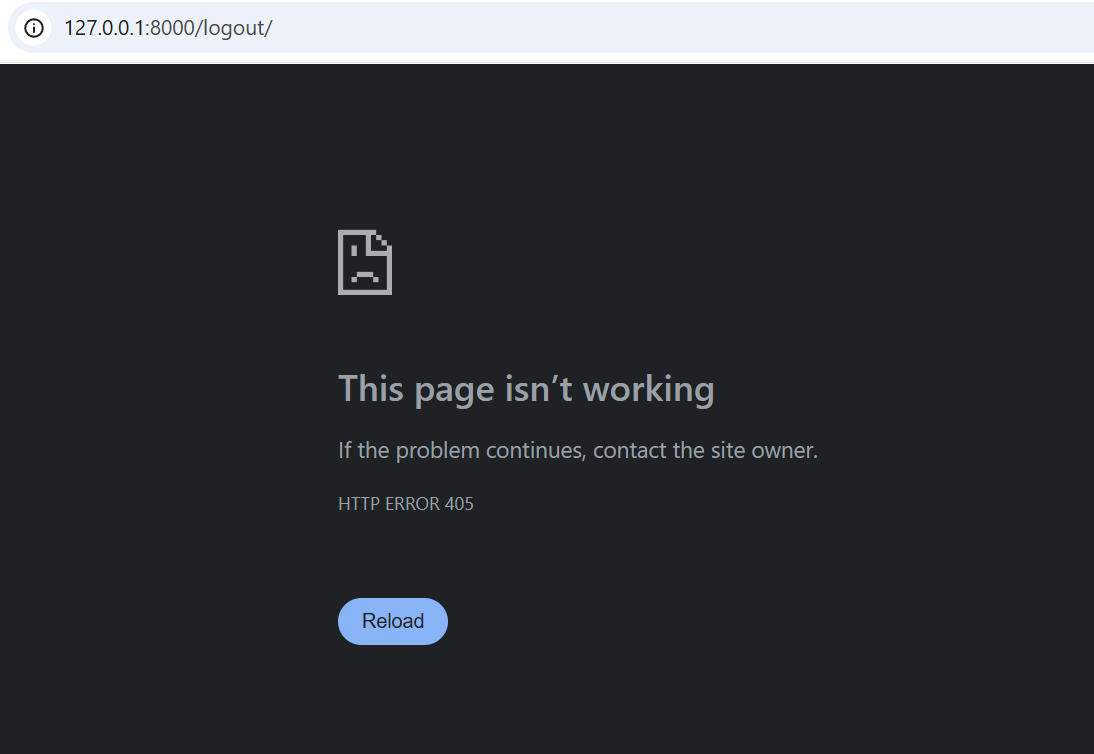 127.0.0.1:8000/logout/
This page isn’t working
If the problem continues, contact the site owner.
HTTP ERROR 405
Reload